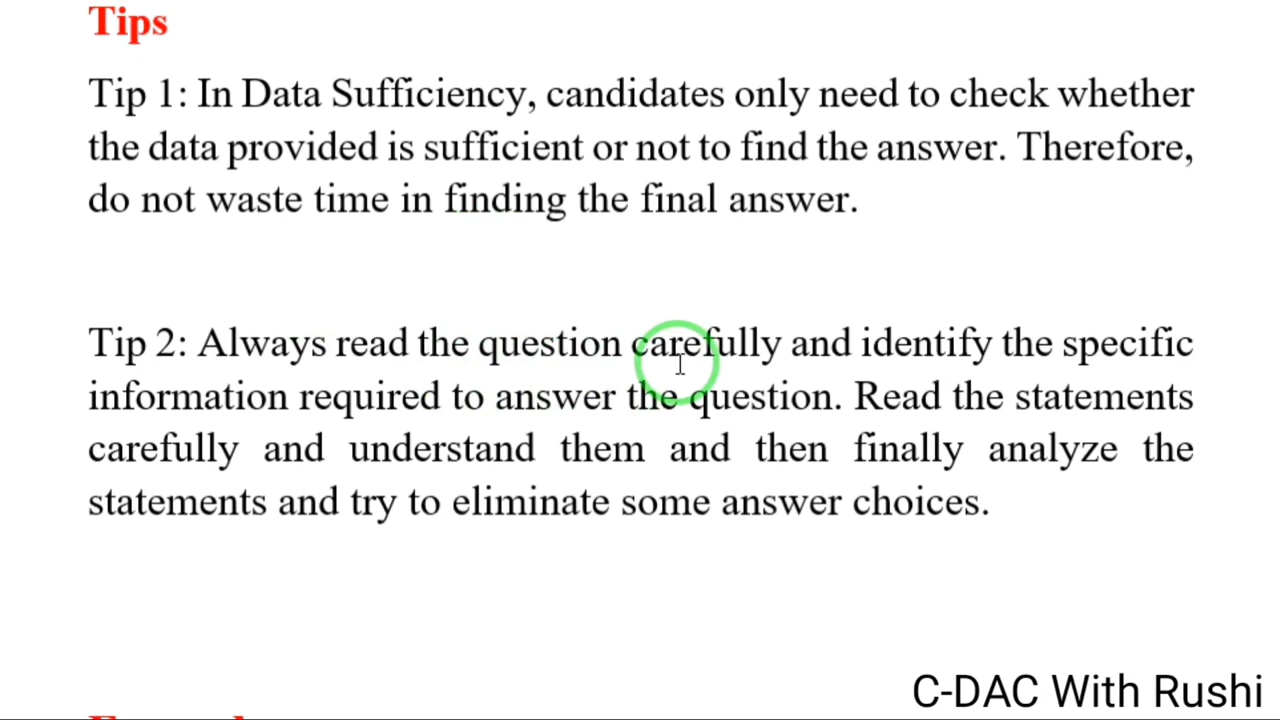 Tips
Tip 1: In Data Sufficiency, candidates only need to check whether
the data provided is sufficient or not to find the answer. Therefore,
do not waste time in finding the final answer.
Tip 2: Always read the question carefully and identify the specific
information required to answer the question. Read the statements
carefully and understand them and then finally analyze the
statements and try to eliminate some answer choices.
C-DAC With Rushi